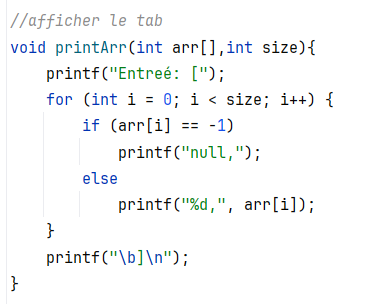 //afficher le tab
void printArr(int arr[],int size){
    printf("Entreé: [");
    for (int i = 0; i < size; i++) {
        if (arr[i] == -1)
            printf("null,");
        else
            printf("%d,", arr[i]);
    }
    printf("\b]\n");
}